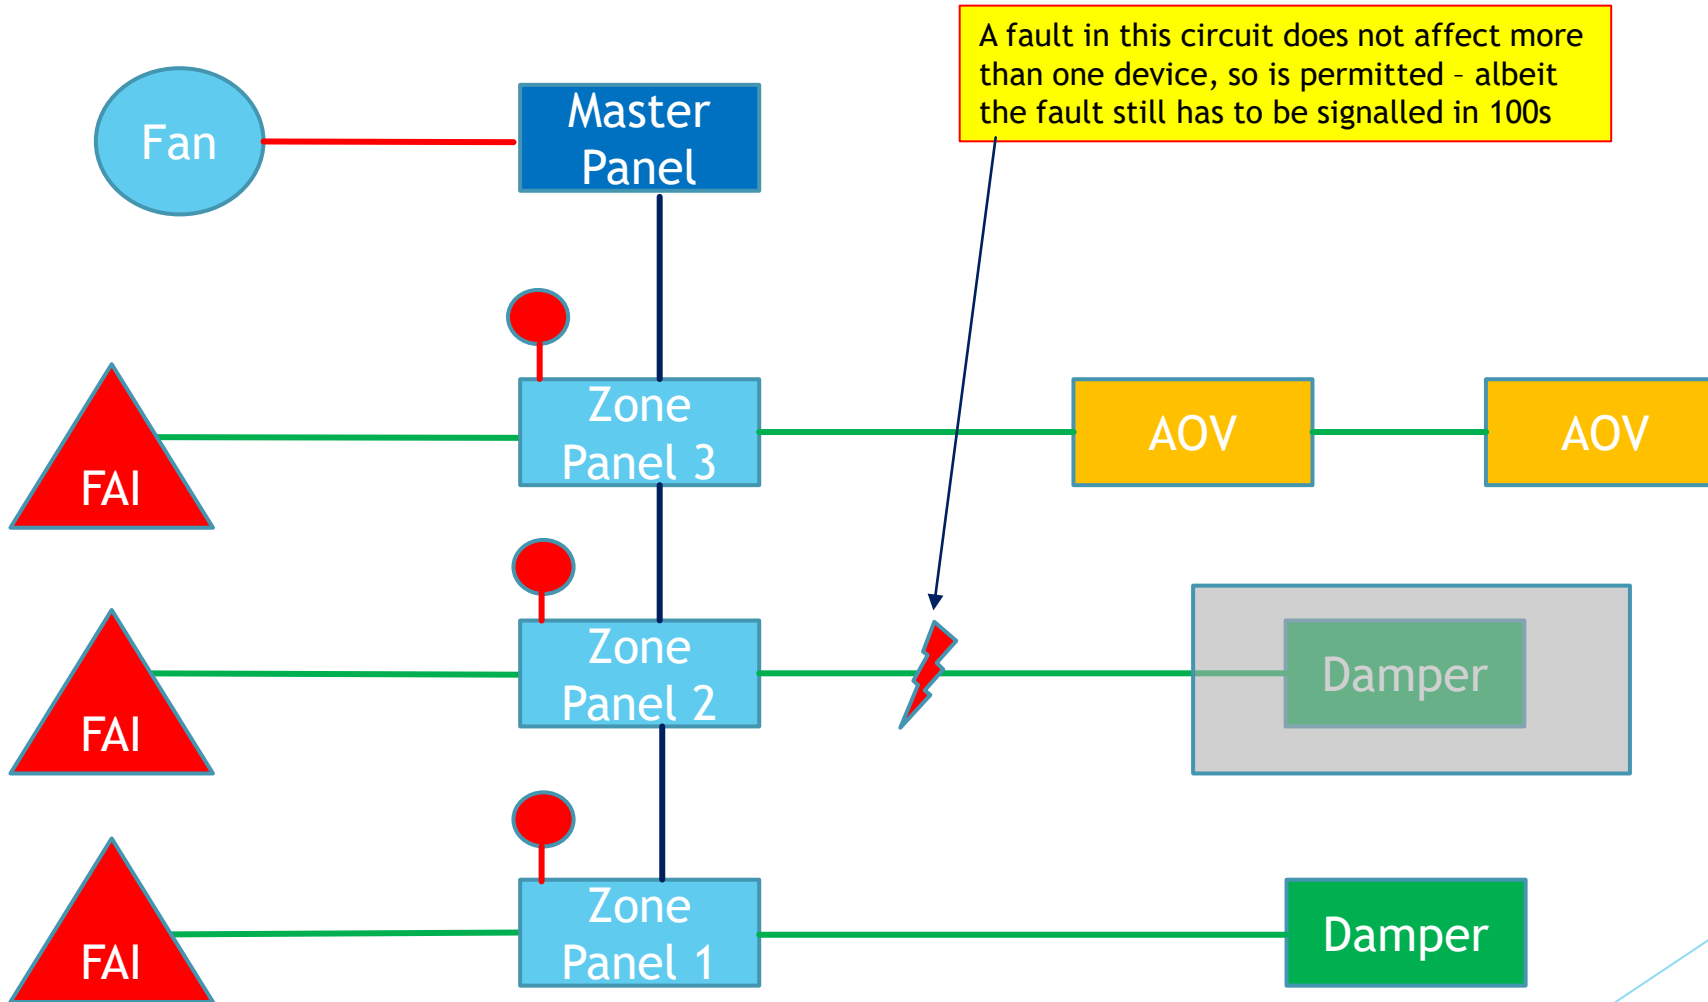 A fault in this circuit does not affect more
than one device, so is permitted – albeit
the fault still has to be signalled in 100s
Fan
Master
Panel
FAI
Zone
Panel 3
AOV
AOV
FAI
Zone
Panel 2
Damper
FAI
Zone
Panel 1
Damper